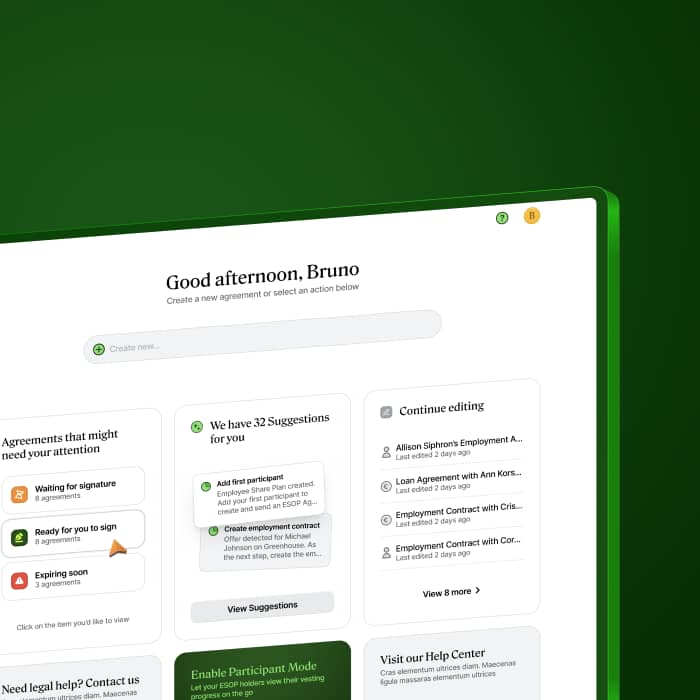 ?
B
Good afternoon, Bruno
Create a new agreement or select an action below
Create new...
Agreements that might
need your attention
Waiting for signature
8 agreements
Ready for you to sign
8 agreements
Expiring soon
3 agreements
Click on the item you'd like to view
We have 32 Suggestions
for you
Add first participant
Employee Share Plan created.
Add your first participant to
create and send an ESOP Ag...
Create employment contract
Offer detected for Michael
Johnson on Greenhouse. As
the next step, create the em...
View Suggestions
Continue editing
Allison Siphron's Employment A...
Last edited 2 days ago
Loan Agreement with Ann Kors...
Last edited 2 days ago
Employment Contract with Cris...
Last edited 2 days ago
Employment Contract with Cor...
Last edited 2 days ago
View 8 more >
Need legal help? Contact us
ultrices diam. Maecenas
Enable Participant Mode
Let your ESOP holders view their vesting
progress on the go
Visit our Help Center
Cras elementum ultrices diam. Maecenas
ligula massaras elementum ultrices